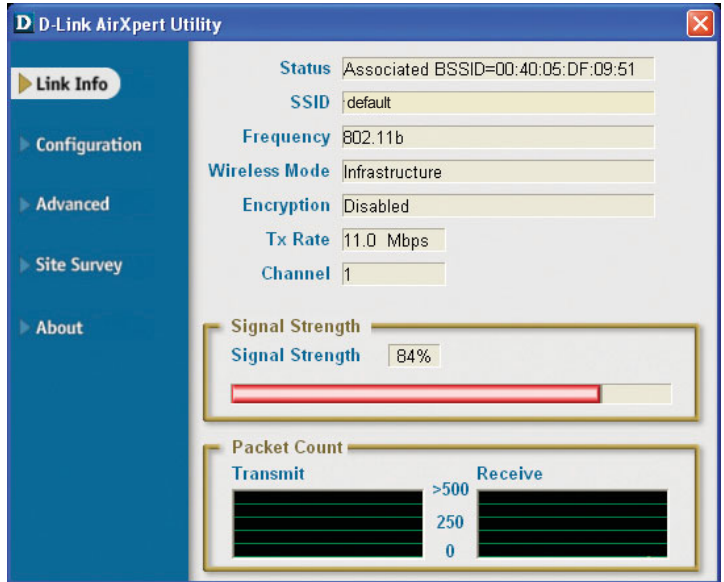 D D-Link AirXpert Utility
Link Info
Configuration
Advanced
Site Survey
About
Status Associated BSSID=00:40:05:DF:09:51
SSID default
Frequency 802.11b
Wireless Mode Infrastructure
Encryption Disabled
Tx Rate 11.0 Mbps
Channel 1
Signal Strength
Signal Strength 84%
Packet Count
Transmit Receive
>500
250
0